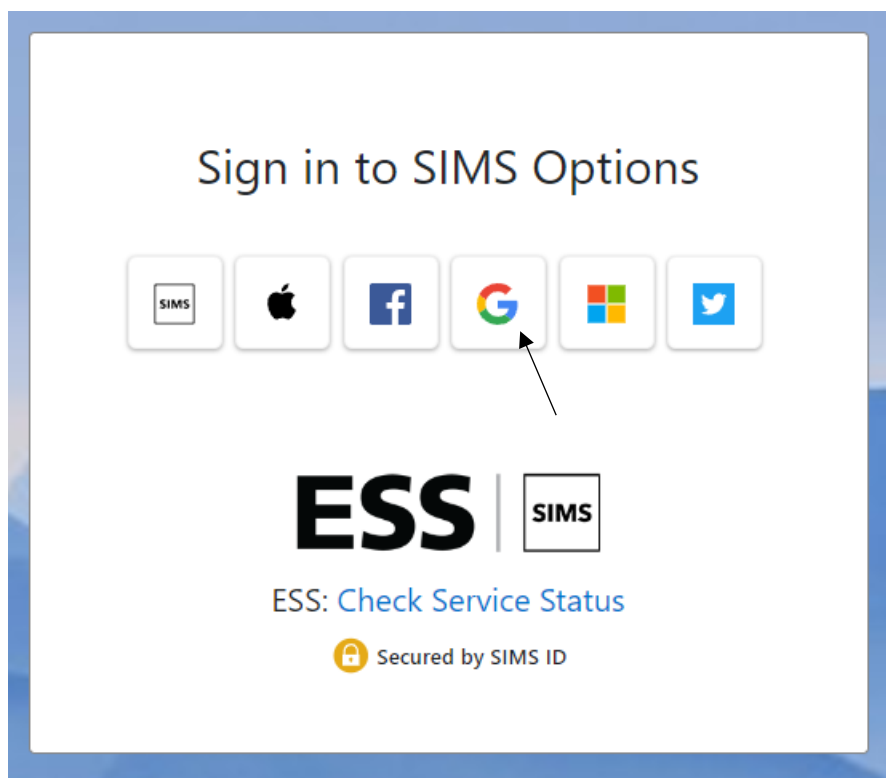 Sign in to SIMS Options
SIMS
ESS SIMS
ESS: Check Service Status
Secured by SIMS ID